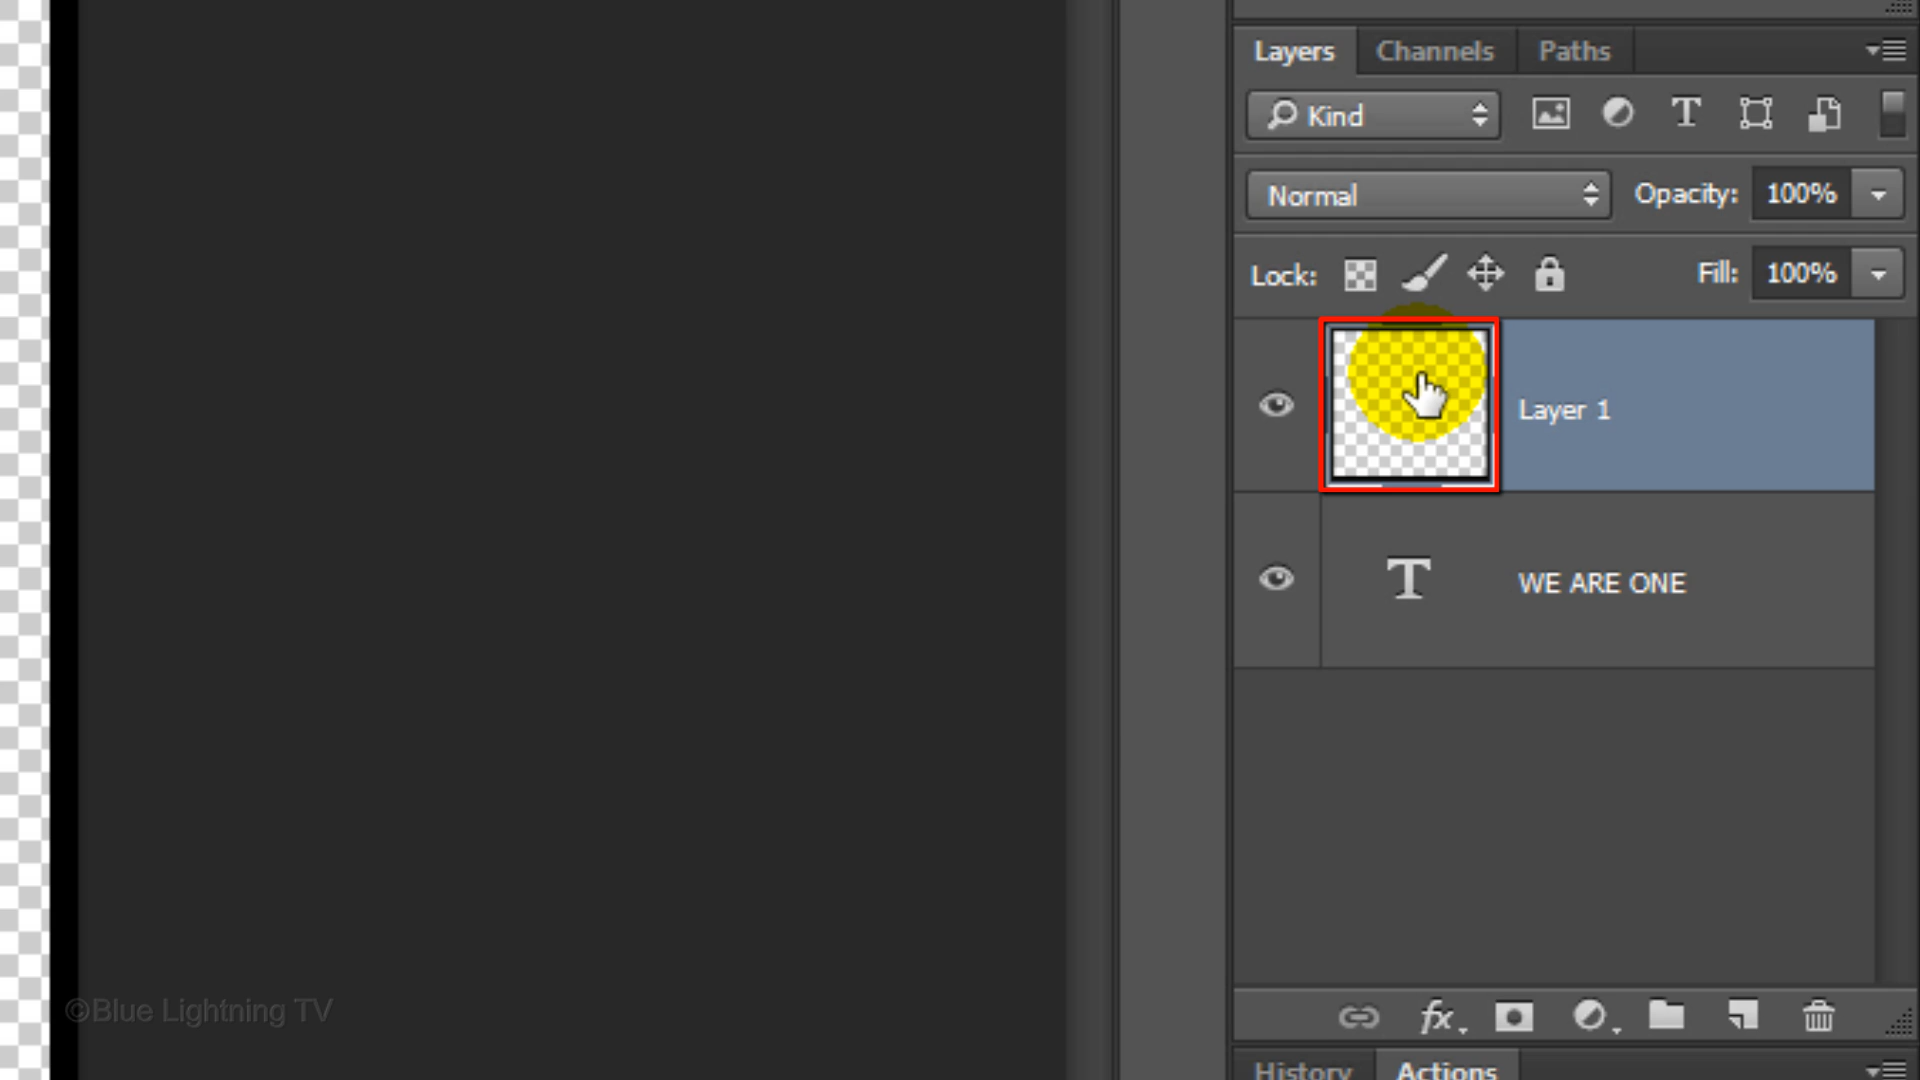 Layers Channels Paths
Kind
Normal Opacity: 100%
Lock: Fill: 100%
Layer 1
T WE ARE ONE
©Blue Lightning TV
fx
History Actions